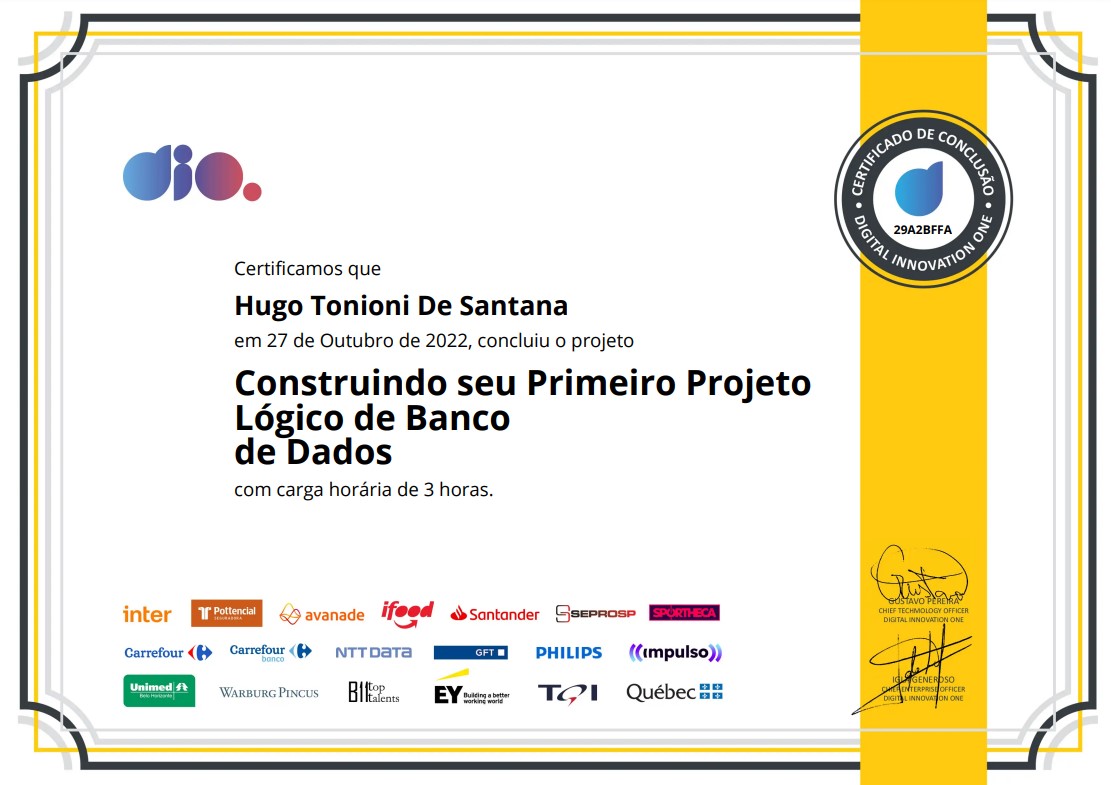 dio.
CERTIFICADO DE CONCLUSÃO
29A2BFFA
DIGITAL INNOVATION ONE
Certificamos que
Hugo Tonioni De Santana
em 27 de Outubro de 2022, concluiu o projeto
Construindo seu Primeiro Projeto
Lógico de Banco
de Dados
com carga horária de 3 horas.
inter
Pottencial
SEGURADORA
avanade
ifood
Santander
SEPROSP
SPORTHECA
Carrefour
Carrefour
banco
NTT DATA
GFT
PHILIPS
impulso
Unimed
Belo Horizonte
WARBURG PINCUS
B11 top
talents
EY Building a better
working world
TQI
Québec
Gustavo
GUSTAVO PEREIRA
CHIEF TECHNOLOGY OFFICER
DIGITAL INNOVATION ONE
GENEROSO
CHIEF ENTERPRISE OFFICER
DIGITAL INNOVATION ONE